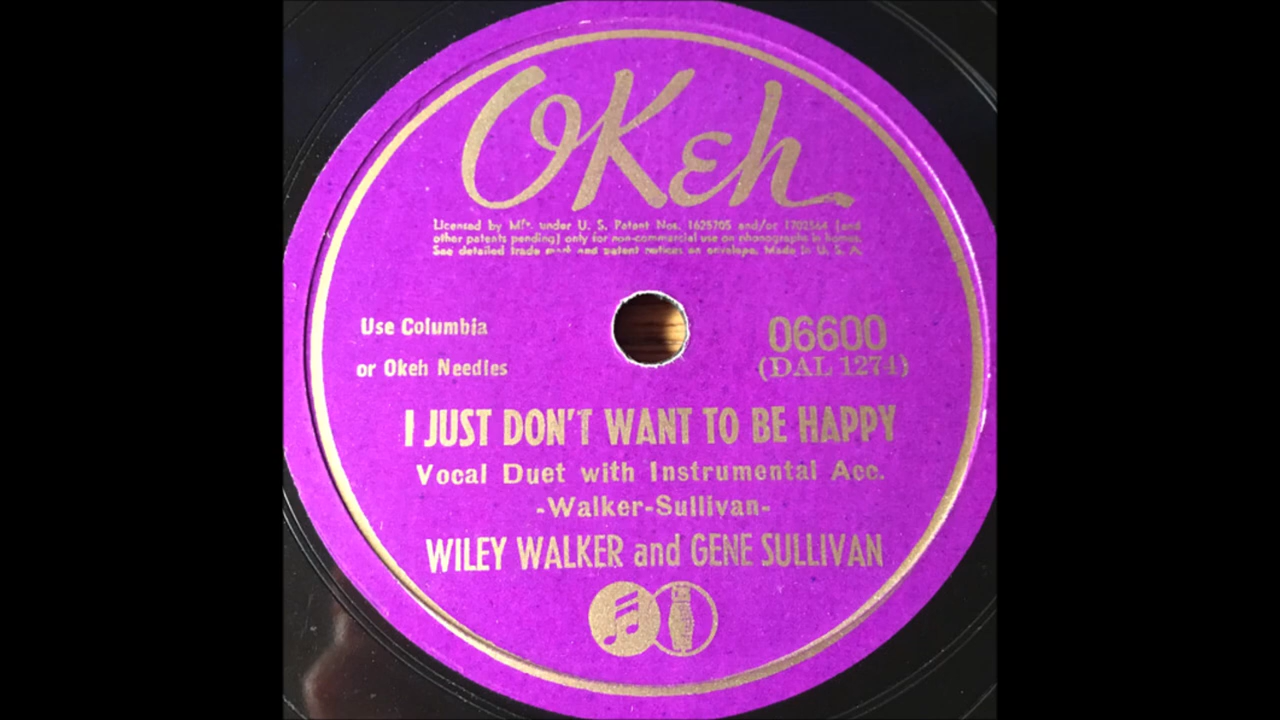 OKeh
Licensed by Mfr. under U. S. Patent Nos. 1625705 and/or 1702564 (and
other patents pending) only for non-commercial use on phonographs in homes.
See detailed trade mark and patent notices on envelope. Made in U. S. A.
Use Columbia
or Okeh Needles
06600
(DAL 1274)
I JUST DON'T WANT TO BE HAPPY
Vocal Duet with Instrumental Acc.
-Walker-Sullivan-
WILEY WALKER and GENE SULLIVAN